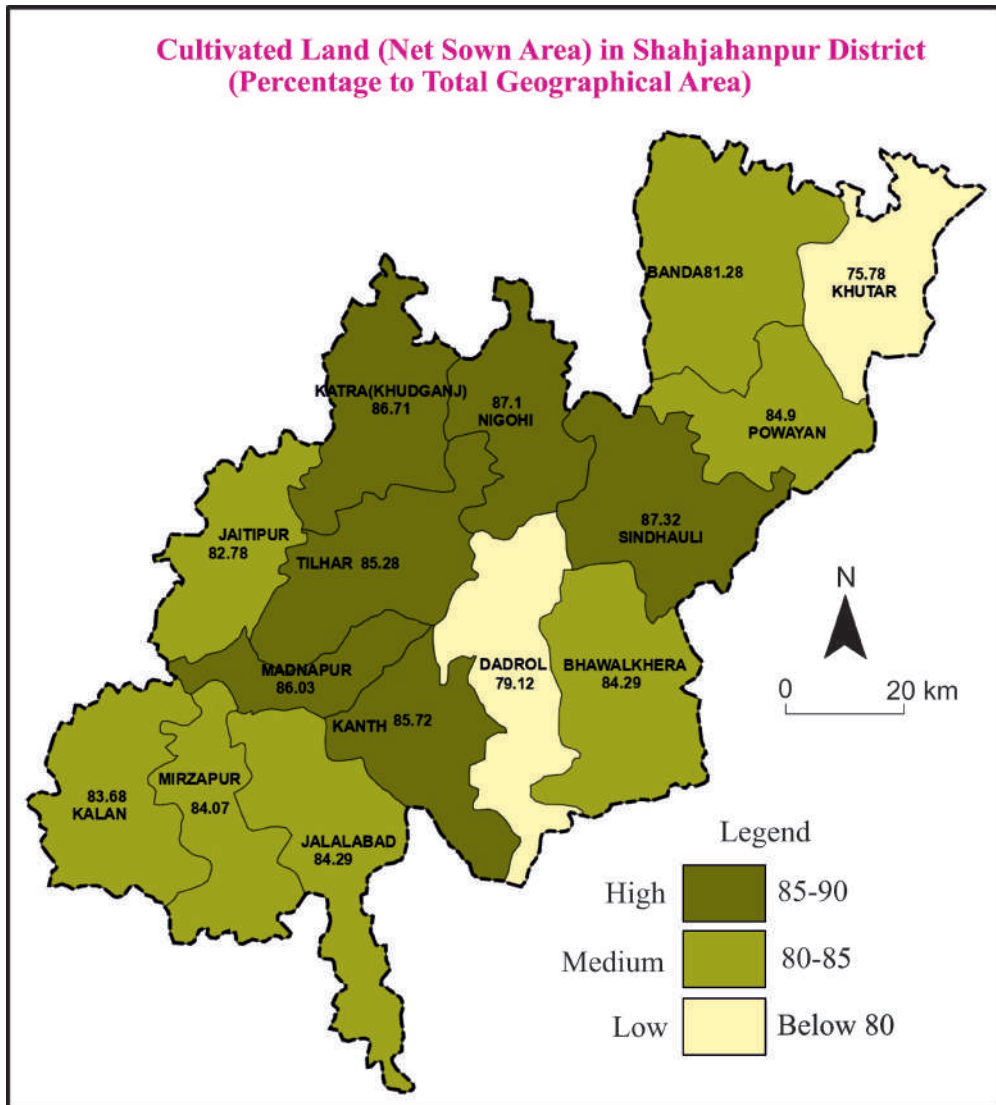 Cultivated Land (Net Sown Area) in Shahjahanpur District
(Percentage to Total Geographical Area)
BANDA81.28
75.78
KHUTAR
KATRA(KHUDGANJ)
86.71
87.1
NIGOHI
84.9
POWAYAN
JAITIPUR
82.78
TILHAR 85.28
87.32
SINDHAULI
N
MADNAPUR
86.03
DADROL
79.12
BHAWALKHERA
84.29
0 20 km
KANTH 85.72
83.68
KALAN
MIRZAPUR
84.07
JALALABAD
84.29
Legend
High 85-90
Medium 80-85
Low Below 80